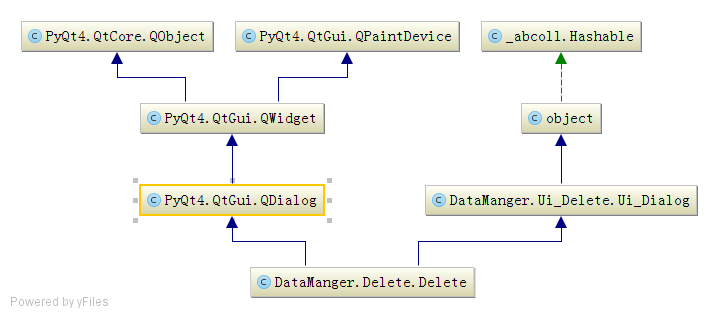 C PyQt4.QtCore.QObject
C PyQt4.QtGui.QPaintDevice
C _abcoll.Hashable
C PyQt4.QtGui.QWidget
C object
C PyQt4.QtGui.QDialog
C DataManger.Ui_Delete.Ui_Dialog
C DataManger.Delete.Delete
Powered by yFiles